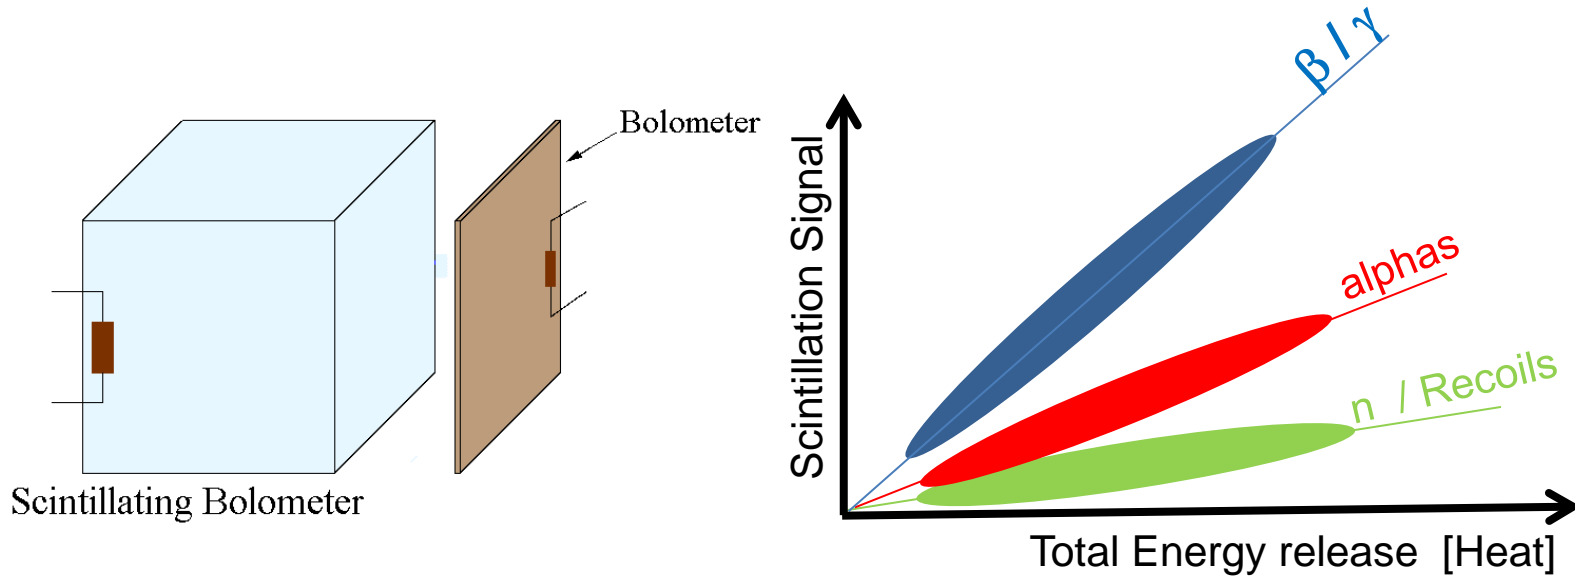 Bolometer
Scintillating Bolometer
β / γ
Scintillation Signal
alphas
n / Recoils
Total Energy release [Heat]